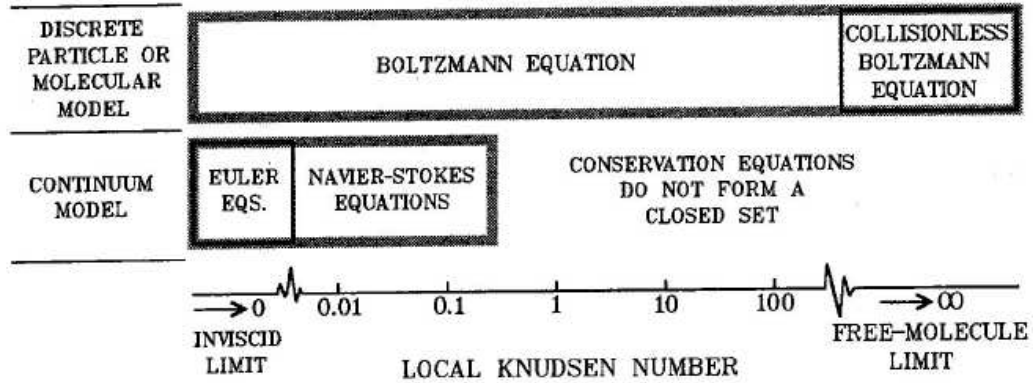 DISCRETE
PARTICLE OR
MOLECULAR
MODEL
BOLTZMANN EQUATION
COLLISIONLESS
BOLTZMANN
EQUATION
CONTINUUM
MODEL
EULER
EQS.
NAVIER-STOKES
EQUATIONS
CONSERVATION EQUATIONS
DO NOT FORM A
CLOSED SET
→0 0.01 0.1 1 10 100 →∞
INVISCID
LIMIT
LOCAL KNUDSEN NUMBER
FREE-MOLECULE
LIMIT